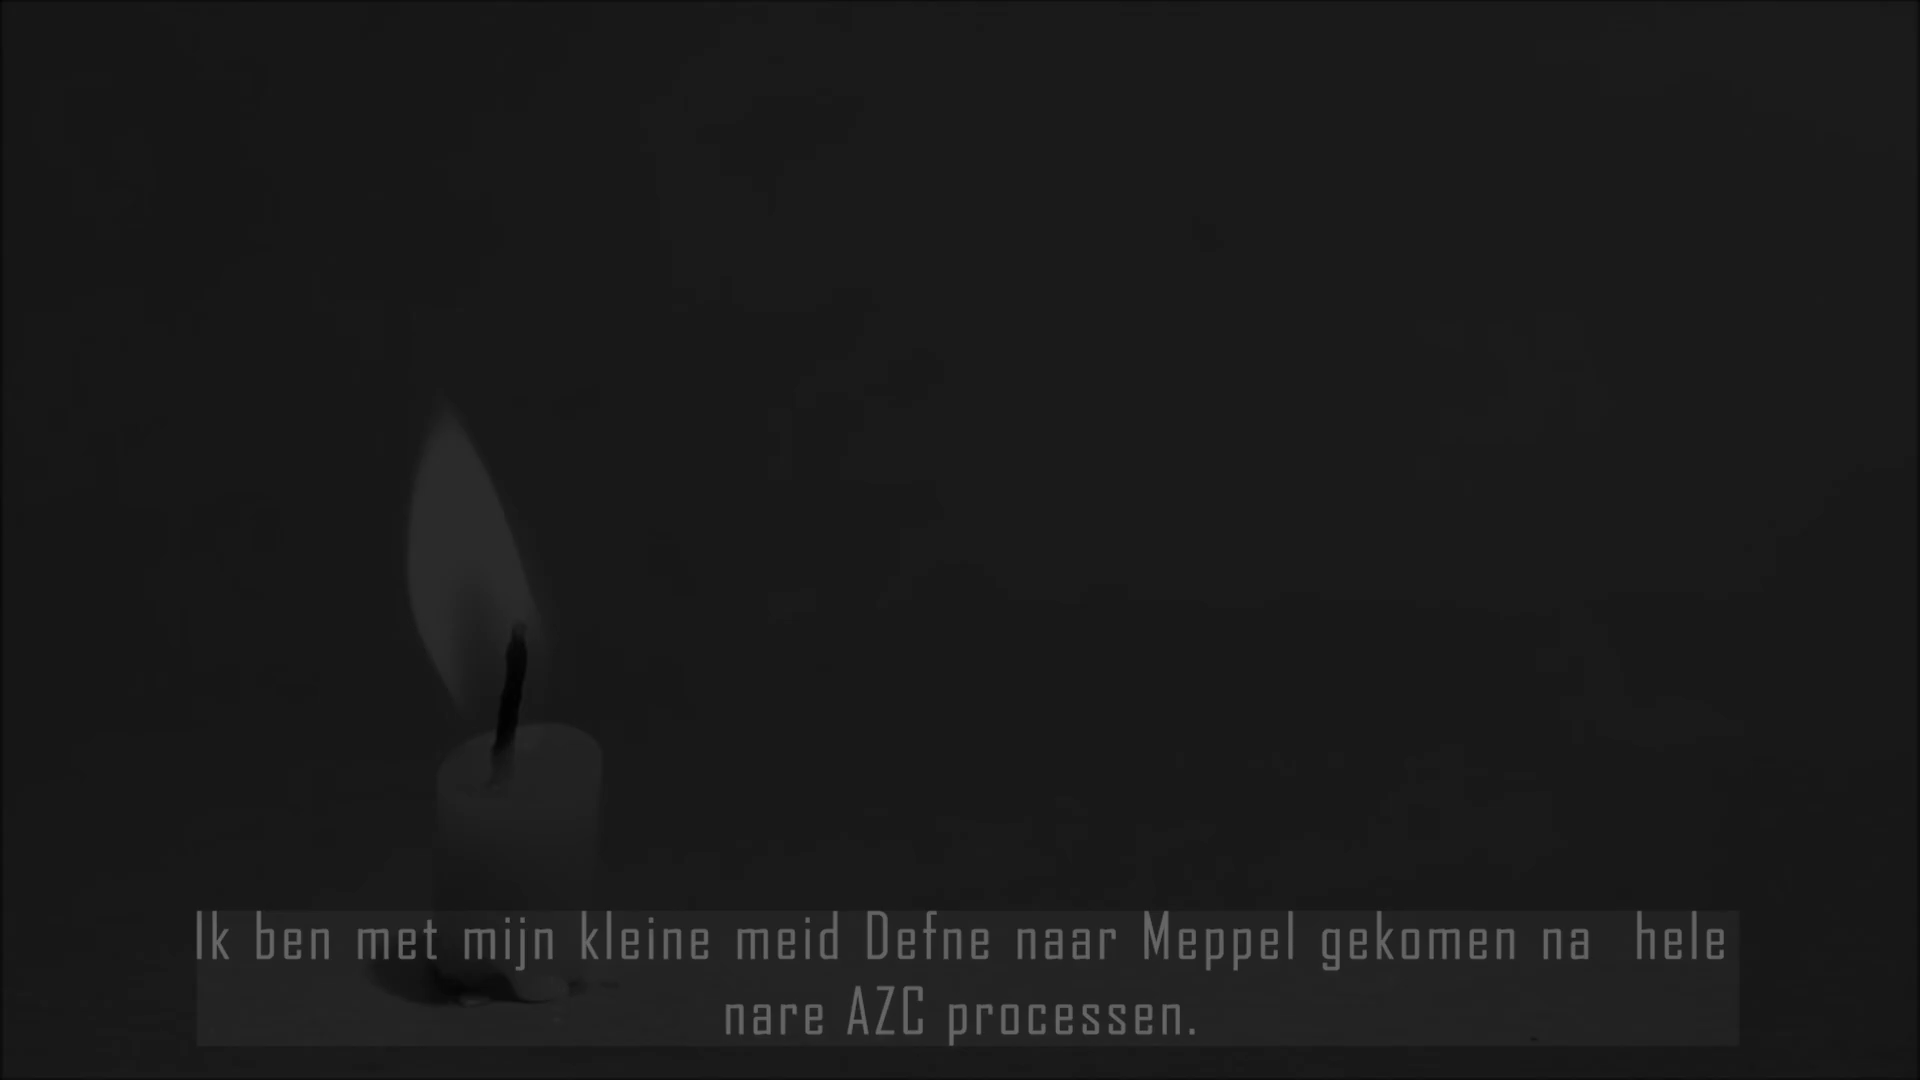 Ik ben met mijn kleine meid Defne naar Meppel gekomen na  hele
nare AZC processen.